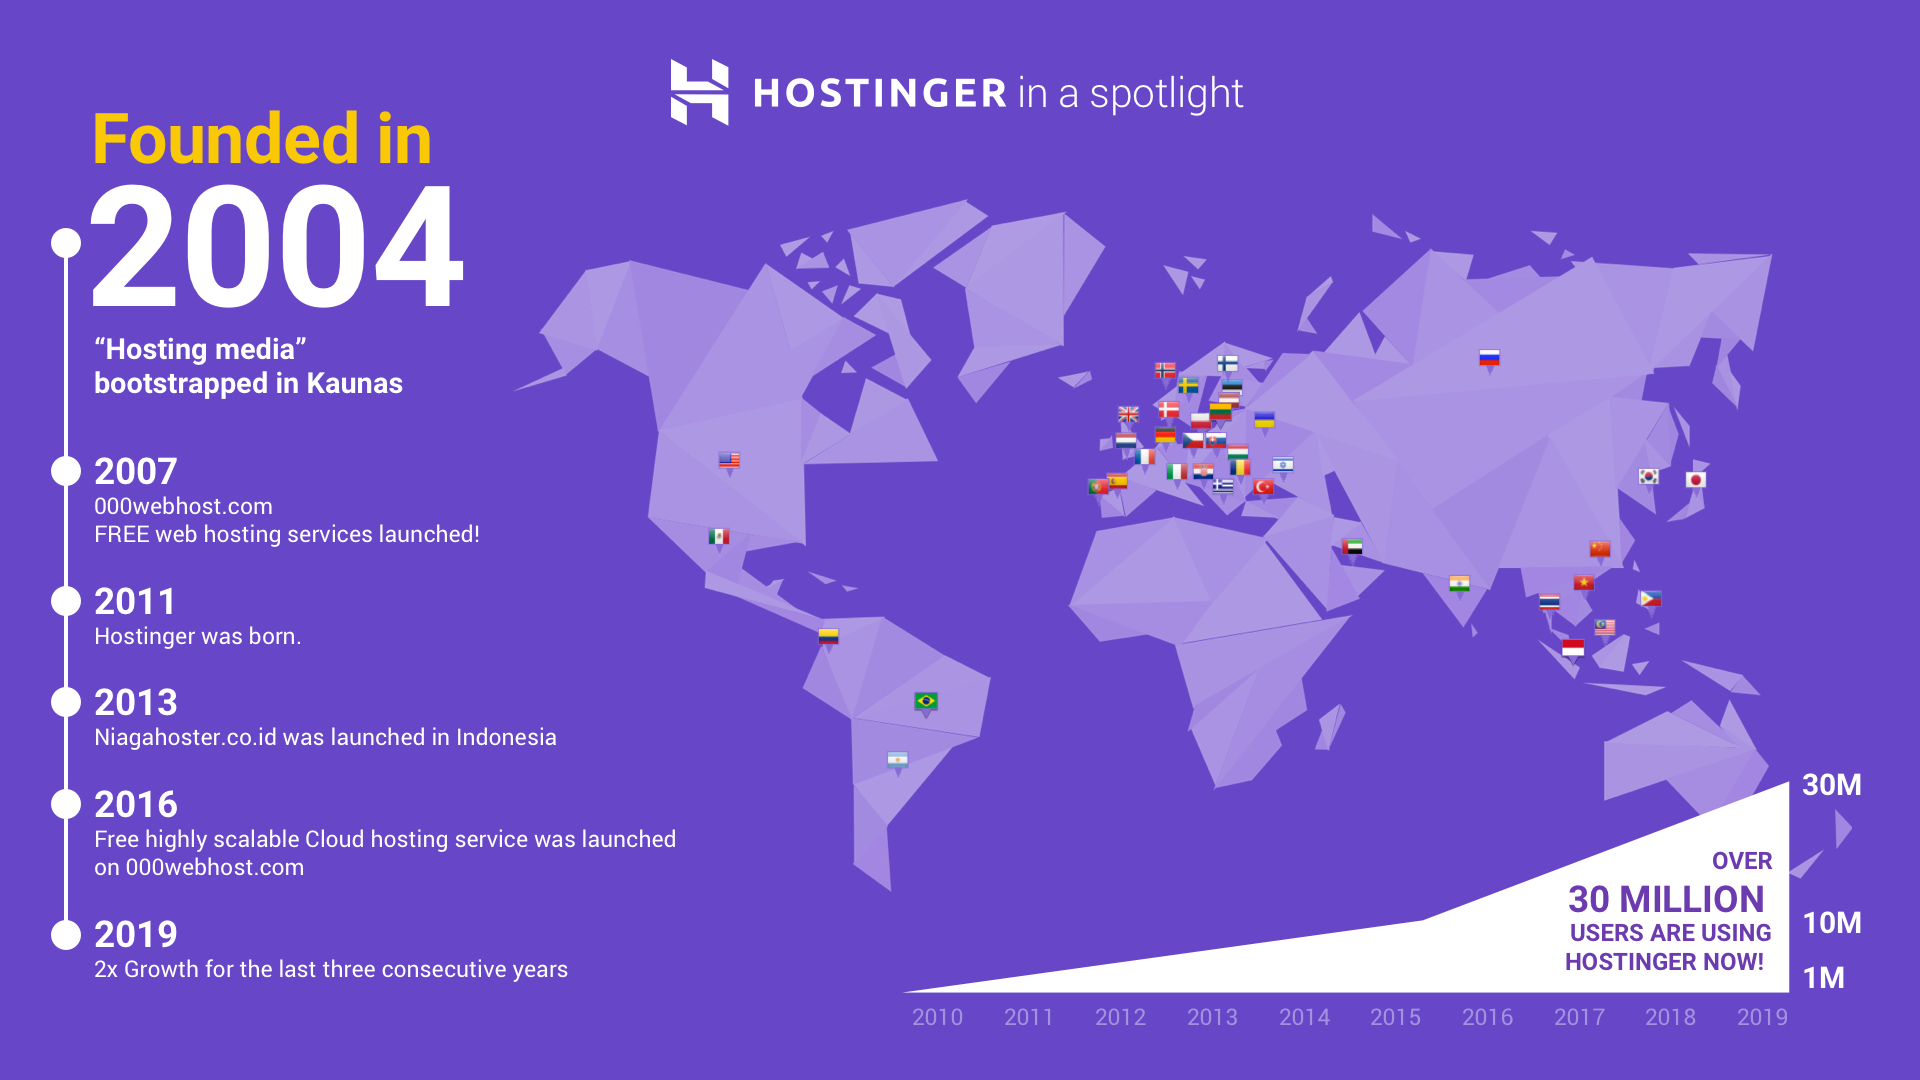 HOSTINGER in a spotlight
Founded in
2004
“Hosting media”
bootstrapped in Kaunas
2007
000webhost.com
FREE web hosting services launched!
2011
Hostinger was born.
2013
Niagahoster.co.id was launched in Indonesia
2016
Free highly scalable Cloud hosting service was launched
on 000webhost.com
2019
2x Growth for the last three consecutive years
30M
OVER
30 MILLION
USERS ARE USING
HOSTINGER NOW!
10M
1M
2010 2011 2012 2013 2014 2015 2016 2017 2018 2019